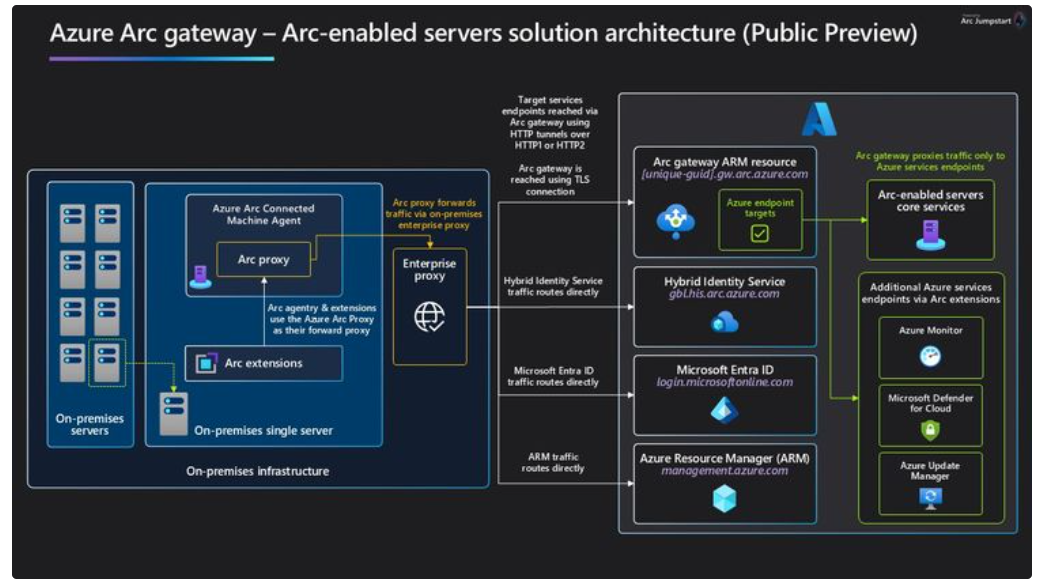 Arc Jumpstart
Azure Arc gateway – Arc-enabled servers solution architecture (Public Preview)
Target services
endpoints reached via
Arc gateway using
HTTP tunnels over
HTTP1 or HTTP2
Arc gateway is
reached using TLS
connection
Arc gateway ARM resource
[unique-guid].gw.arc.azure.com
Azure endpoint
targets
Arc gateway proxies traffic only to
Azure services endpoints
Arc-enabled servers
core services
Azure Arc Connected
Machine Agent
Arc proxy
Arc proxy forwards
traffic via on-premises
enterprise proxy
Enterprise
proxy
Arc agentry & extensions
use the Azure Arc Proxy
as their forward proxy
Arc extensions
On-premises
servers
On-premises single server
On-premises infrastructure
Hybrid Identity Service
traffic routes directly
Hybrid Identity Service
gbl.his.arc.azure.com
Microsoft Entra ID
traffic routes directly
Microsoft Entra ID
login.microsoftonline.com
ARM traffic
routes directly
Azure Resource Manager (ARM)
management.azure.com
Additional Azure services
endpoints via Arc extensions
Azure Monitor
Microsoft Defender
for Cloud
Azure Update
Manager